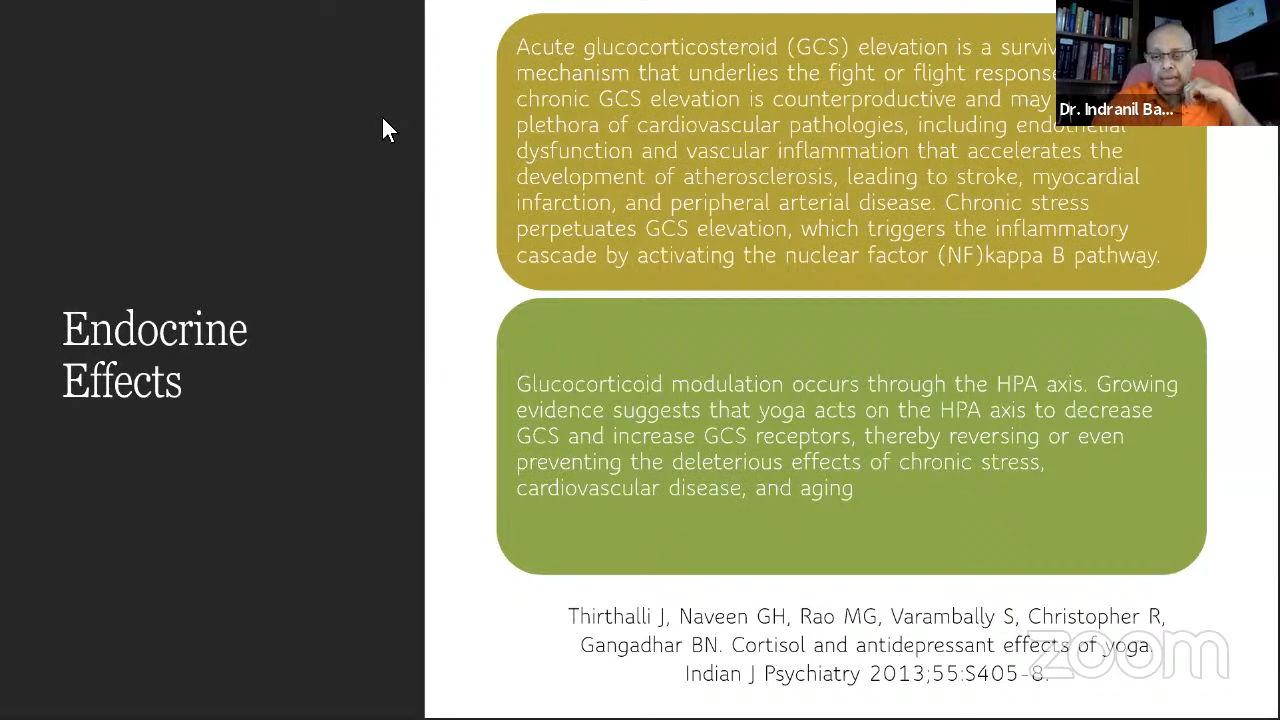 Endocrine
Effects
Acute glucocorticosteroid (GCS) elevation is a
mechanism that underlies the fight or flight response
chronic GCS elevation is counterproductive and may
plethora of cardiovascular pathologies, including endothelial
dysfunction and vascular inflammation that accelerates the
development of atherosclerosis, leading to stroke, myocardial
infarction, and peripheral arterial disease. Chronic stress
perpetuates GCS elevation, which triggers the inflammatory
cascade by activating the nuclear factor (NF)kappa B pathway.
Dr. Indranil Ba...
Glucocorticoid modulation occurs through the HPA axis. Growing
evidence suggests that yoga acts on the HPA axis to decrease
GCS and increase GCS receptors, thereby reversing or even
preventing the deleterious effects of chronic stress,
cardiovascular disease, and aging
Thirthalli J, Naveen GH, Rao MG, Varambally S, Christopher R,
Gangadhar BN. Cortisol and antidepressant effects of yoga.
Indian J Psychiatry 2013;55:S405-8.
zoom